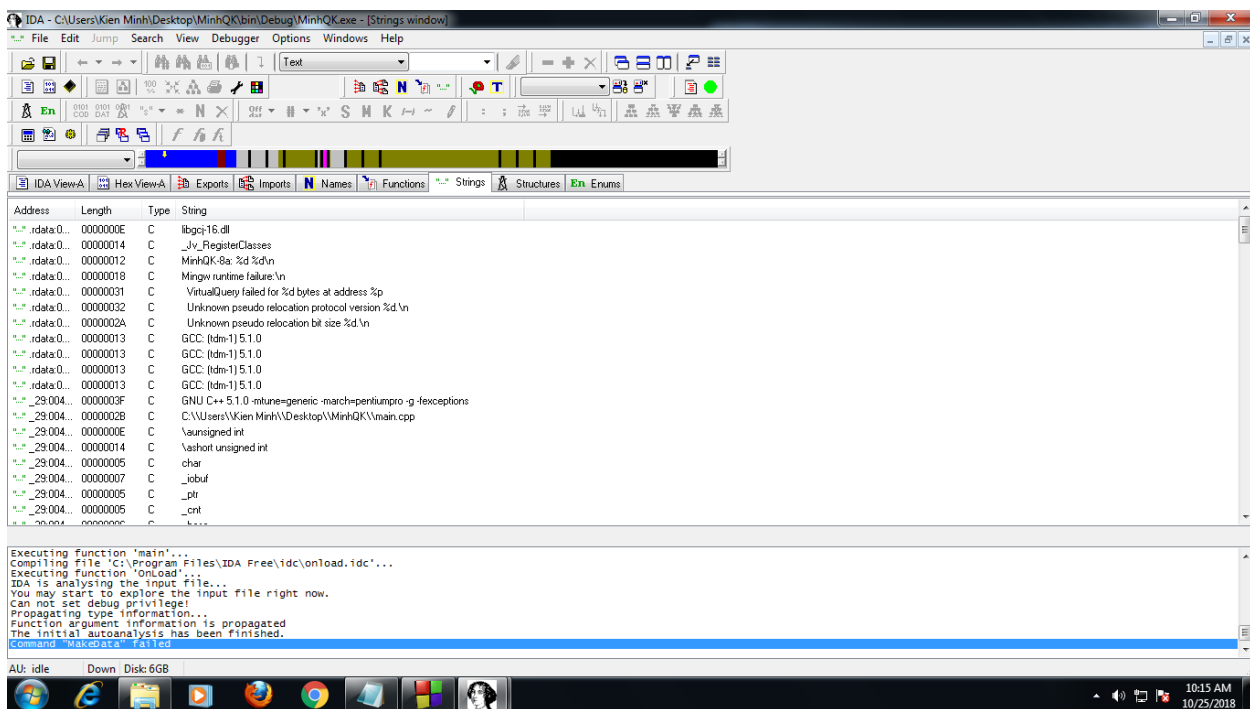 IDA - C:\Users\Kien Minh\Desktop\MinhQK\bin\Debug\MinhQK.exe - [Strings window]
File Edit Jump Search View Debugger Options Windows Help
Text
En
S M K
IDA View-A Hex View-A Exports Imports N Names Functions Strings Structures En Enums
Address Length Type String
.rdata:0... 0000000E C libgcj-16.dll
.rdata:0... 00000014 C _Jv_RegisterClasses
.rdata:0... 00000012 C MinhQK-8a: %d %d\n
.rdata:0... 00000018 C Mingw runtime failure:\n
.rdata:0... 00000031 C VirtualQuery failed for %d bytes at address %p
.rdata:0... 00000032 C Unknown pseudo relocation protocol version %d.\n
.rdata:0... 0000002A C Unknown pseudo relocation bit size %d.\n
.rdata:0... 00000013 C GCC: (tdm-1) 5.1.0
.rdata:0... 00000013 C GCC: (tdm-1) 5.1.0
.rdata:0... 00000013 C GCC: (tdm-1) 5.1.0
.rdata:0... 00000013 C GCC: (tdm-1) 5.1.0
_29:004... 0000003F C GNU C++ 5.1.0 -mtune=generic -march=pentiumpro -g -fexceptions
_29:004... 0000002B C C:\\Users\\Kien Minh\\Desktop\\MinhQK\\main.cpp
_29:004... 0000000E C \aunsigned int
_29:004... 00000014 C \ashort unsigned int
_29:004... 00000005 C char
_29:004... 00000007 C _iobuf
_29:004... 00000005 C _ptr
_29:004... 00000005 C _cnt
Executing function 'main'...
Compiling file 'C:\Program Files\IDA Free\idc\onload.idc'...
Executing function 'OnLoad'...
IDA is analysing the input file...
You may start to explore the input file right now.
Can not set debug privilege!
Propagating type information...
Function argument information is propagated
The initial autoanalysis has been finished.
Command "MakeData" failed
AU: idle Down Disk: 6GB
10:15 AM
10/25/2018